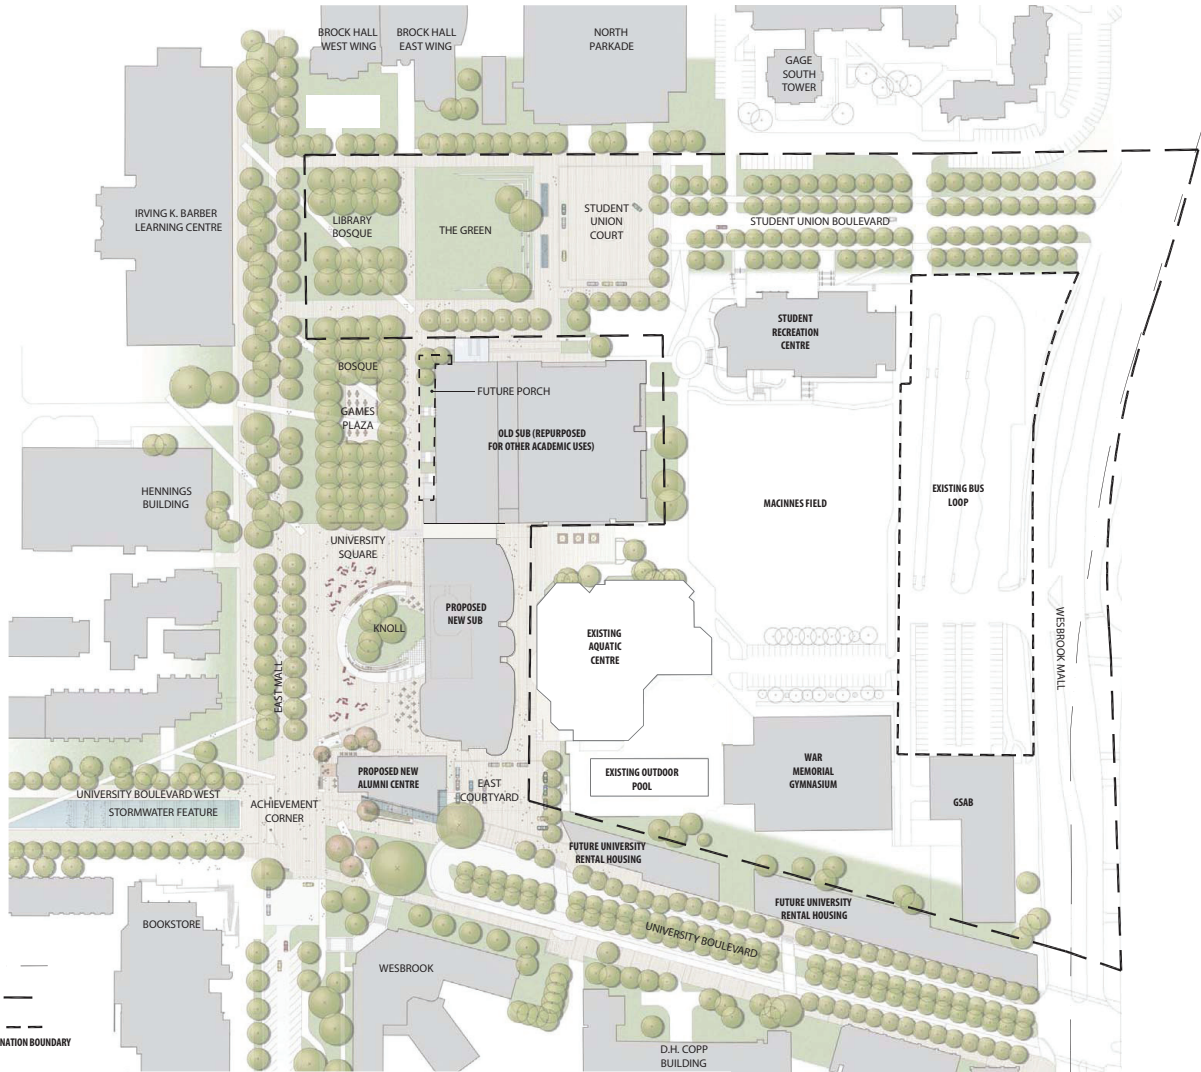 BROCK HALL
WEST WING
BROCK HALL
EAST WING
NORTH
PARKADE
GAGE
SOUTH
TOWER
IRVING K. BARBER
LEARNING CENTRE
LIBRARY
BOSQUE
THE GREEN
STUDENT
UNION
COURT
STUDENT UNION BOULEVARD
STUDENT
RECREATION
CENTRE
BOSQUE
FUTURE PORCH
GAMES
PLAZA
OLD SUB (REPURPOSED
FOR OTHER ACADEMIC USES)
HENNINGS
BUILDING
MACINNES FIELD
EXISTING BUS
LOOP
UNIVERSITY
SQUARE
PROPOSED
NEW SUB
KNOLL
EXISTING
AQUATIC
CENTRE
WESBROOK MALL
EAST MALL
PROPOSED NEW
ALUMNI CENTRE
EAST
COURTYARD
EXISTING OUTDOOR
POOL
WAR
MEMORIAL
GYMNASIUM
GSAB
UNIVERSITY BOULEVARD WEST
STORMWATER FEATURE
ACHIEVEMENT
CORNER
FUTURE UNIVERSITY
RENTAL HOUSING
FUTURE UNIVERSITY
RENTAL HOUSING
BOOKSTORE
UNIVERSITY BOULEVARD
WESBROOK
D.H. COPP
BUILDING
NATION BOUNDARY